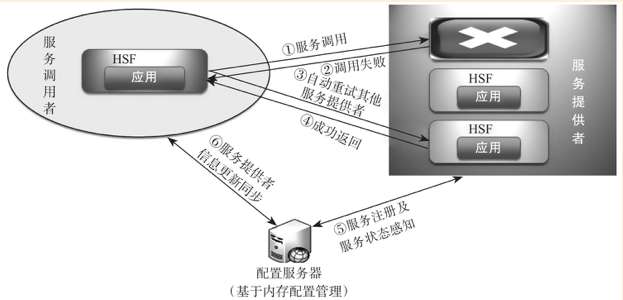 服务调用者
HSF
应用
①服务调用
②调用失败
③自动重试其他
服务提供者
④成功返回
HSF
应用
HSF
应用
服务提供者
⑥服务提供者
信息更新同步
⑤服务注册及
服务状态感知
配置服务器
(基于内存配置管理)